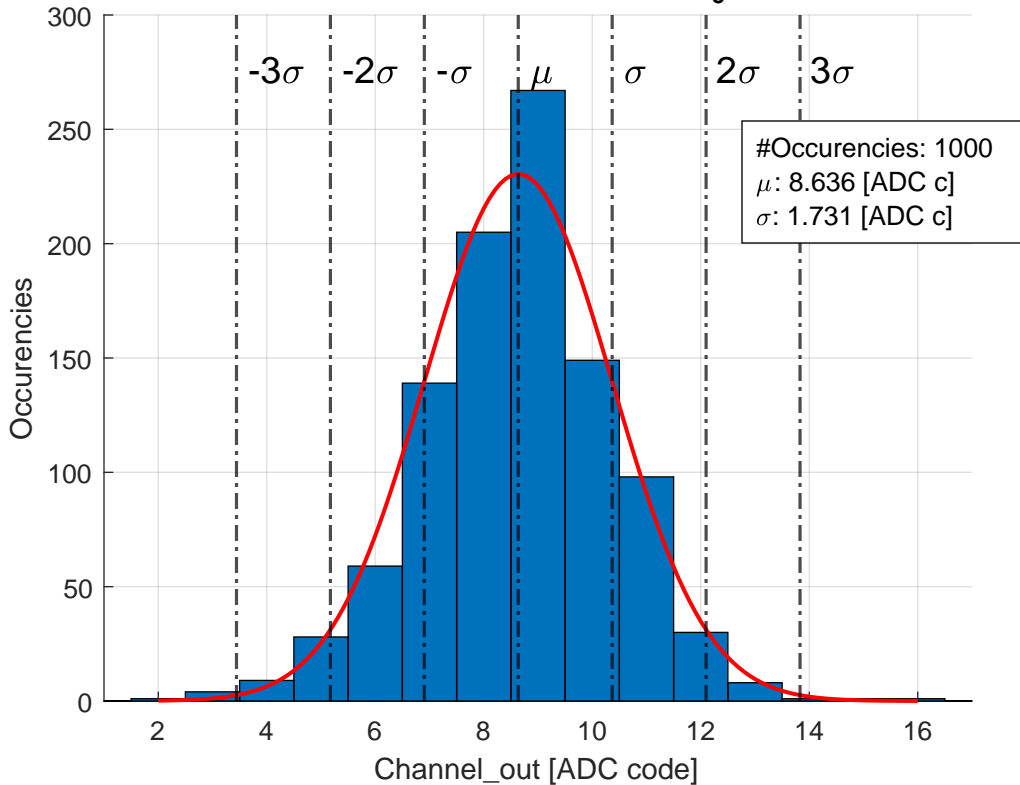 300
-3σ -2σ -σ μ σ 2σ 3σ
250
#Occurencies: 1000
μ: 8.636 [ADC c]
σ: 1.731 [ADC c]
200
150
100
50
0
Occurencies
2 4 6 8 10 12 14 16
Channel_out [ADC code]